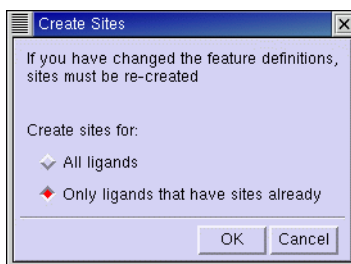 Create Sites
If you have changed the feature definitions,
sites must be re-created
Create sites for:
All ligands
Only ligands that have sites already
OK
Cancel